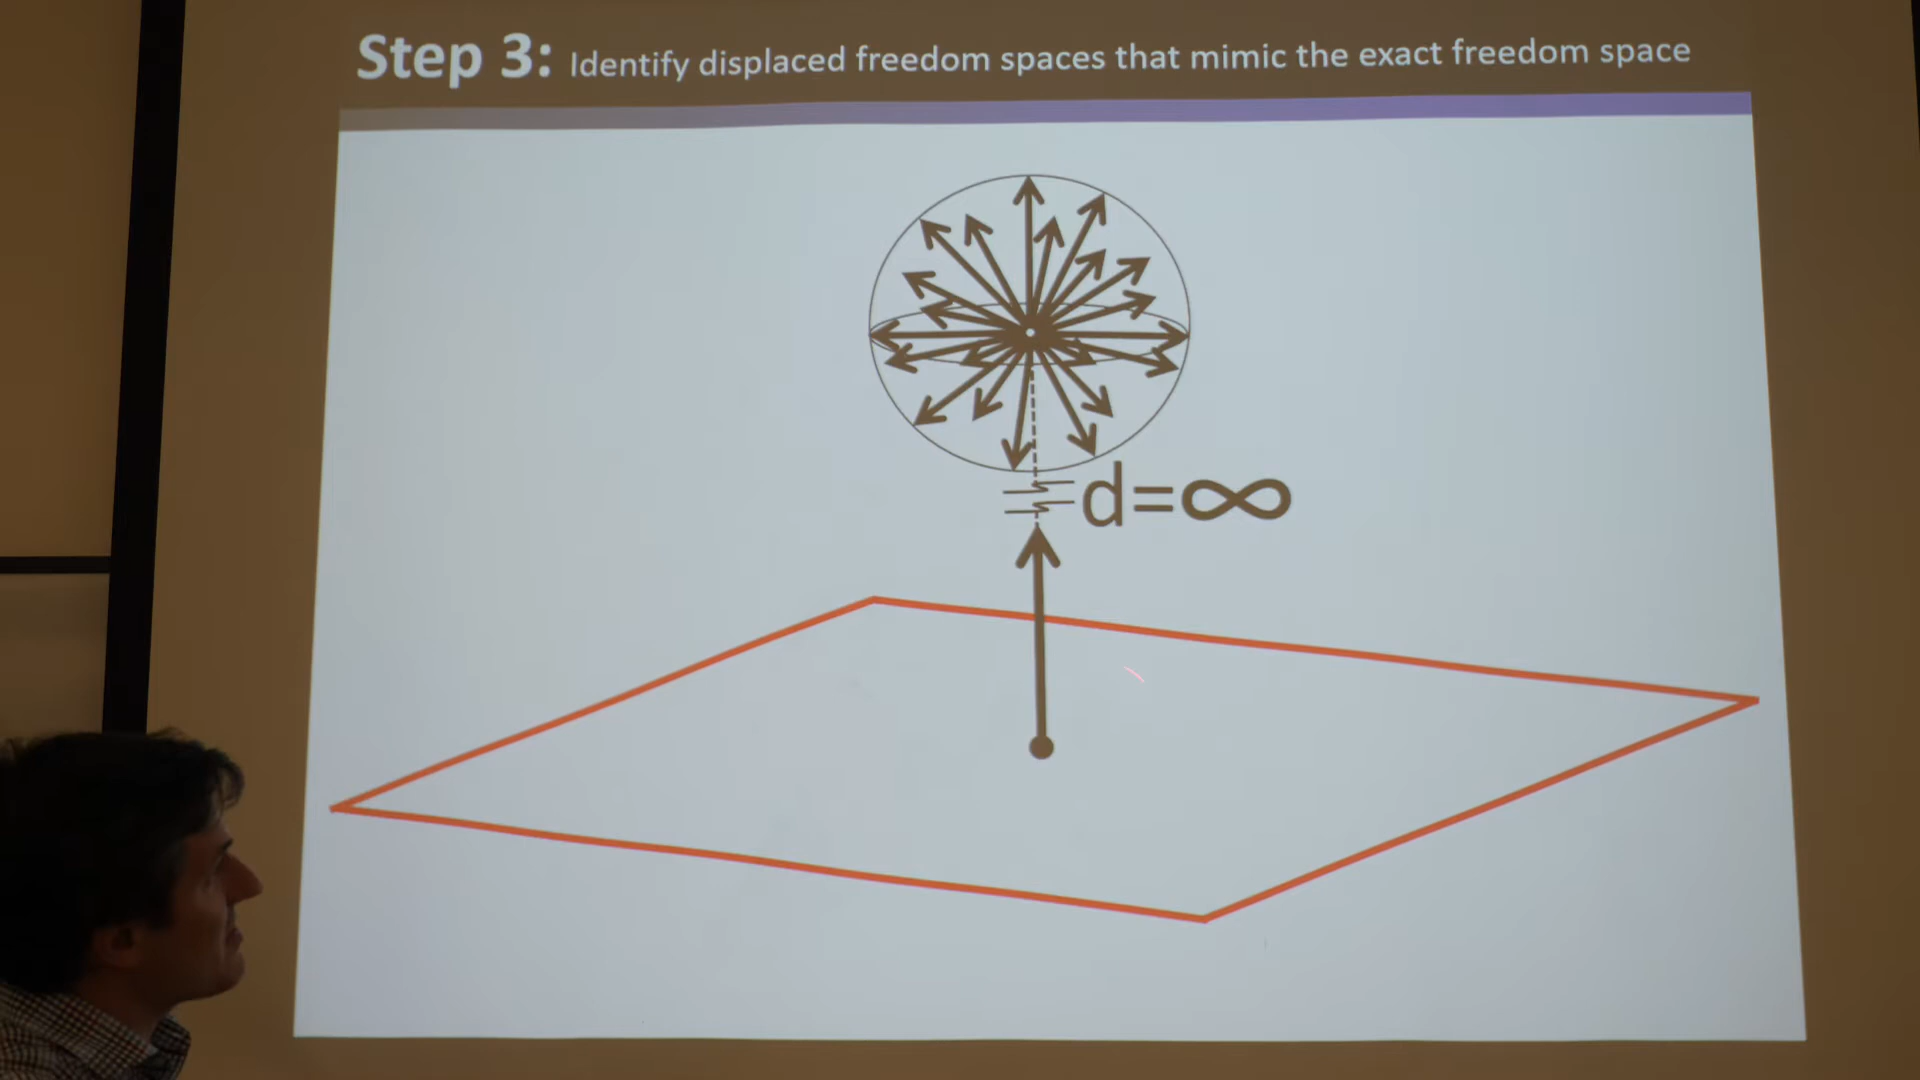 Step 3: Identify displaced freedom spaces that mimic the exact freedom space
d=∞